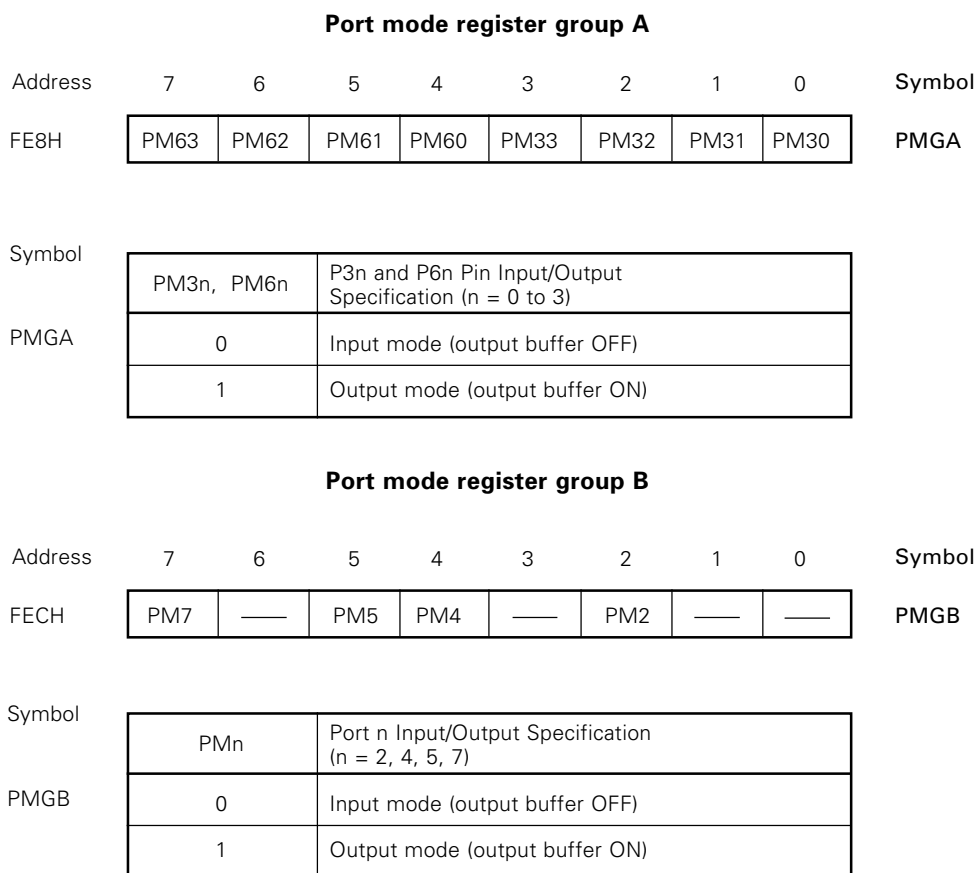 Port mode register group A
Address 7 6 5 4 3 2 1 0 Symbol
FE8H PM63 PM62 PM61 PM60 PM33 PM32 PM31 PM30 PMGA
Symbol
PM3n, PM6n P3n and P6n Pin Input/Output
Specification (n = 0 to 3)
PMGA 0 Input mode (output buffer OFF)
1 Output mode (output buffer ON)
Port mode register group B
Address 7 6 5 4 3 2 1 0 Symbol
FECH PM7 — PM5 PM4 — PM2 — — PMGB
Symbol
PMn Port n Input/Output Specification
(n = 2, 4, 5, 7)
PMGB 0 Input mode (output buffer OFF)
1 Output mode (output buffer ON)